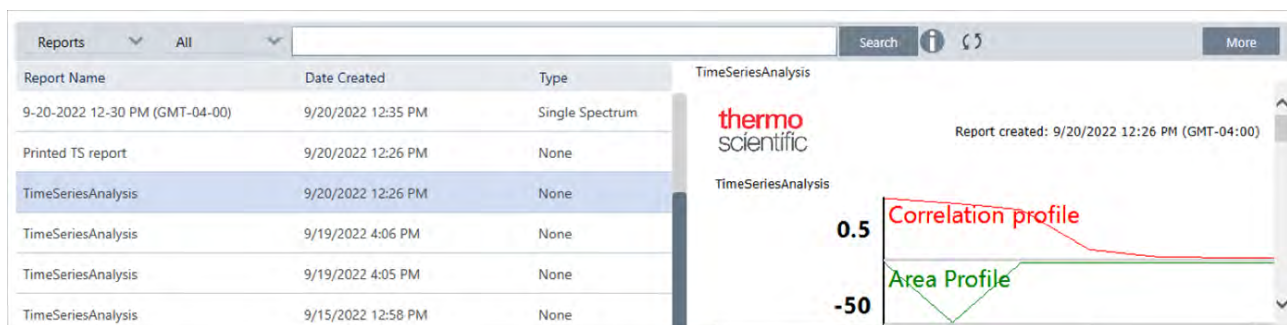 Reports All Search More
Report Name Date Created Type
9-20-2022 12-30 PM (GMT-04-00) 9/20/2022 12:35 PM Single Spectrum
Printed TS report 9/20/2022 12:26 PM None
TimeSeriesAnalysis 9/20/2022 12:26 PM None
TimeSeriesAnalysis 9/19/2022 4:06 PM None
TimeSeriesAnalysis 9/19/2022 4:05 PM None
TimeSeriesAnalysis 9/15/2022 12:58 PM None
TimeSeriesAnalysis
thermo
scientific
Report created: 9/20/2022 12:26 PM (GMT-04:00)
TimeSeriesAnalysis
Correlation profile
0.5
Area Profile
-50